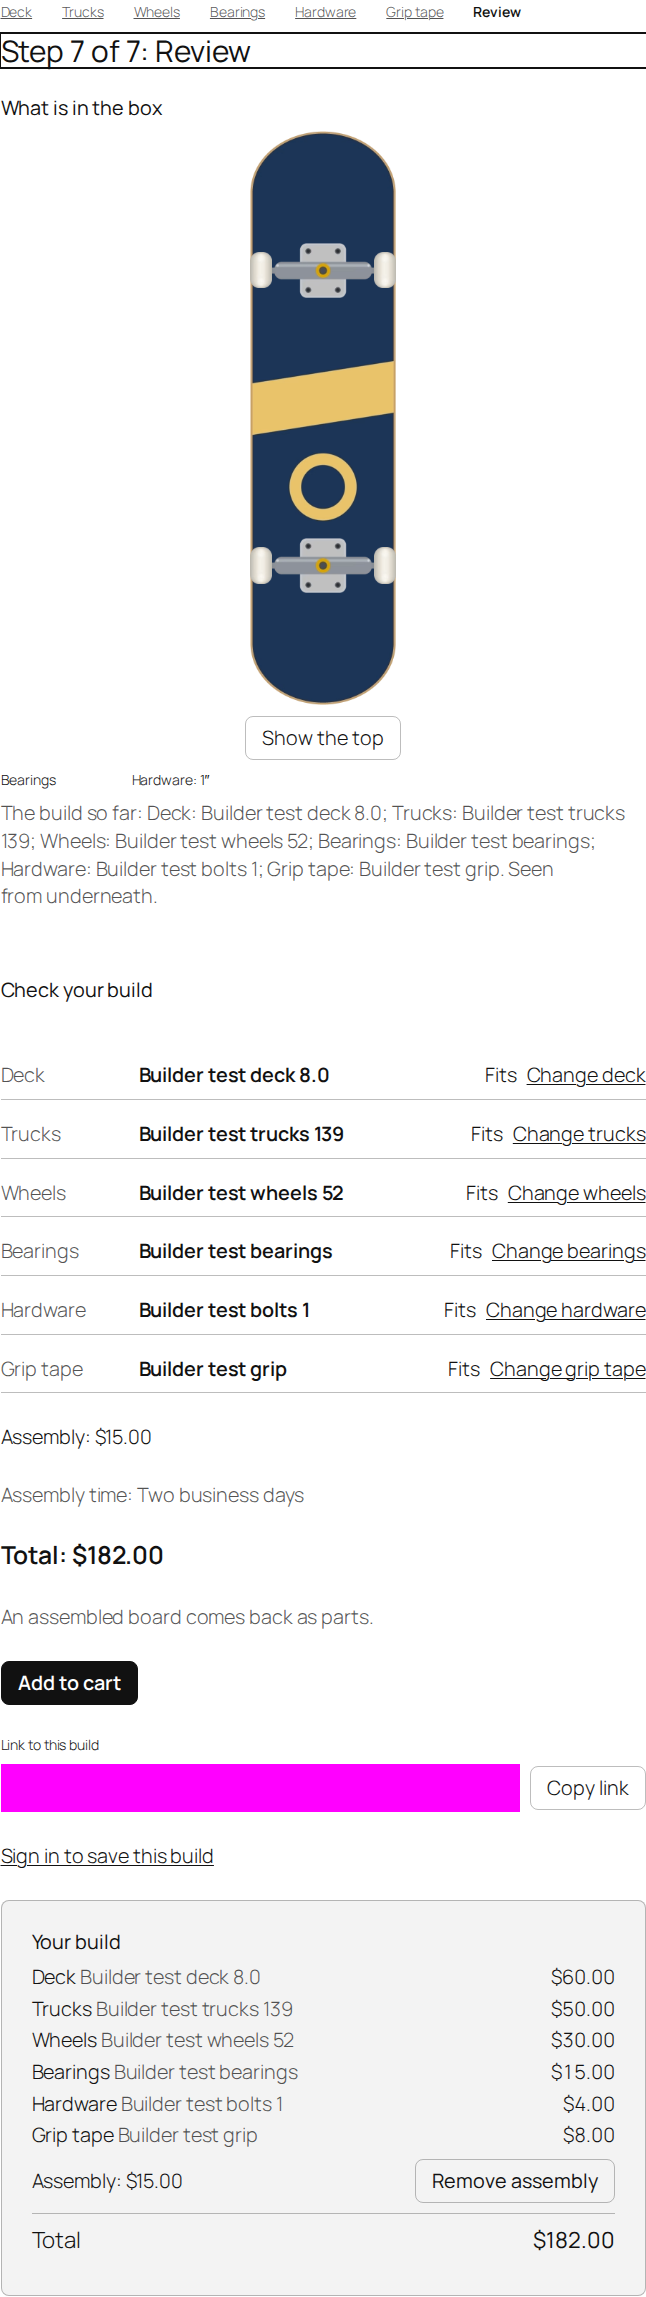 Deck Trucks Wheels Bearings Hardware Grip tape Review
Step 7 of 7: Review
What is in the box
Show the top
Bearings Hardware: 1″
The build so far: Deck: Builder test deck 8.0; Trucks: Builder test trucks
139; Wheels: Builder test wheels 52; Bearings: Builder test bearings;
Hardware: Builder test bolts 1; Grip tape: Builder test grip. Seen
from underneath.
Check your build
Deck Builder test deck 8.0 Fits Change deck
Trucks Builder test trucks 139 Fits Change trucks
Wheels Builder test wheels 52 Fits Change wheels
Bearings Builder test bearings Fits Change bearings
Hardware Builder test bolts 1 Fits Change hardware
Grip tape Builder test grip Fits Change grip tape
Assembly: $15.00
Assembly time: Two business days
Total: $182.00
An assembled board comes back as parts.
Add to cart
Link to this build
Copy link
Sign in to save this build
Your build
Deck Builder test deck 8.0 $60.00
Trucks Builder test trucks 139 $50.00
Wheels Builder test wheels 52 $30.00
Bearings Builder test bearings $15.00
Hardware Builder test bolts 1 $4.00
Grip tape Builder test grip $8.00
Assembly: $15.00 Remove assembly
Total $182.00